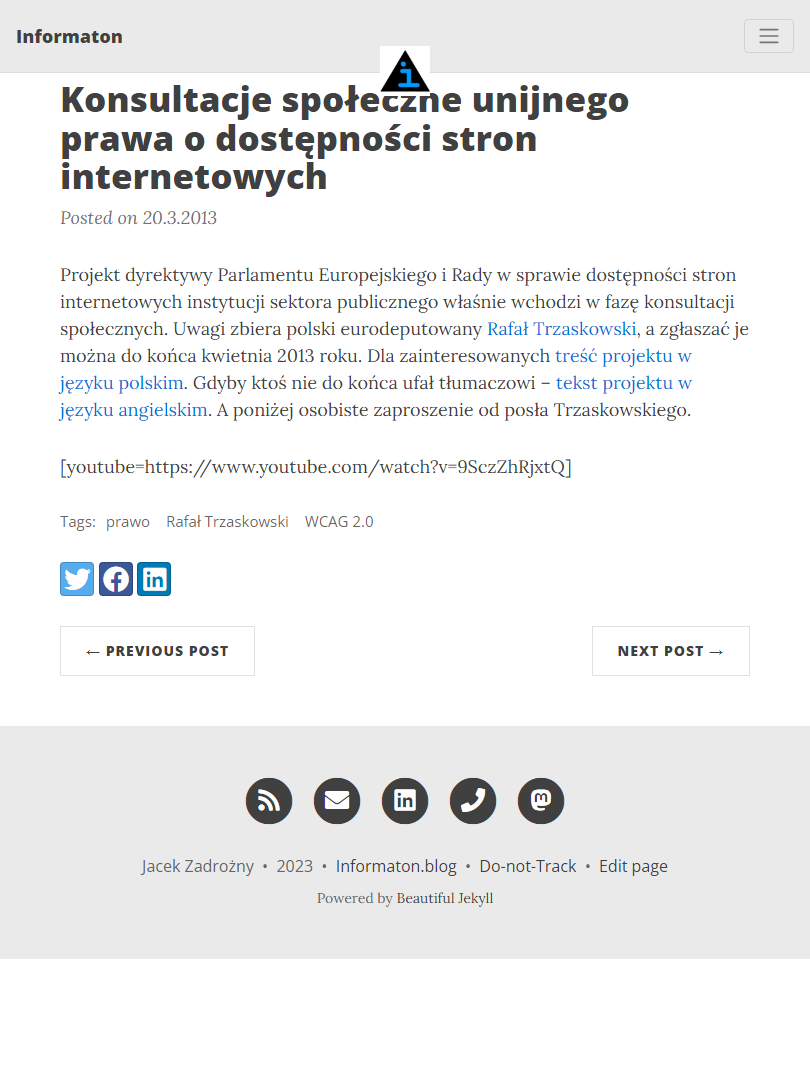 Informaton
Konsultacje społeczne unijnego
prawa o dostępności stron
internetowych
Posted on 20.3.2013
Projekt dyrektywy Parlamentu Europejskiego i Rady w sprawie dostępności stron
internetowych instytucji sektora publicznego właśnie wchodzi w fazę konsultacji
społecznych. Uwagi zbiera polski eurodeputowany Rafał Trzaskowski, a zgłaszać je
można do końca kwietnia 2013 roku. Dla zainteresowanych treść projektu w
języku polskim. Gdyby ktoś nie do końca ufał tłumaczowi – tekst projektu w
języku angielskim. A poniżej osobiste zaproszenie od posła Trzaskowskiego.
[youtube=https://www.youtube.com/watch?v=9SczZhRjxtQ]
Tags: prawo Rafał Trzaskowski WCAG 2.0
← PREVIOUS POST NEXT POST →
Jacek Zadrożny • 2023 • Informaton.blog • Do-not-Track • Edit page
Powered by Beautiful Jekyll